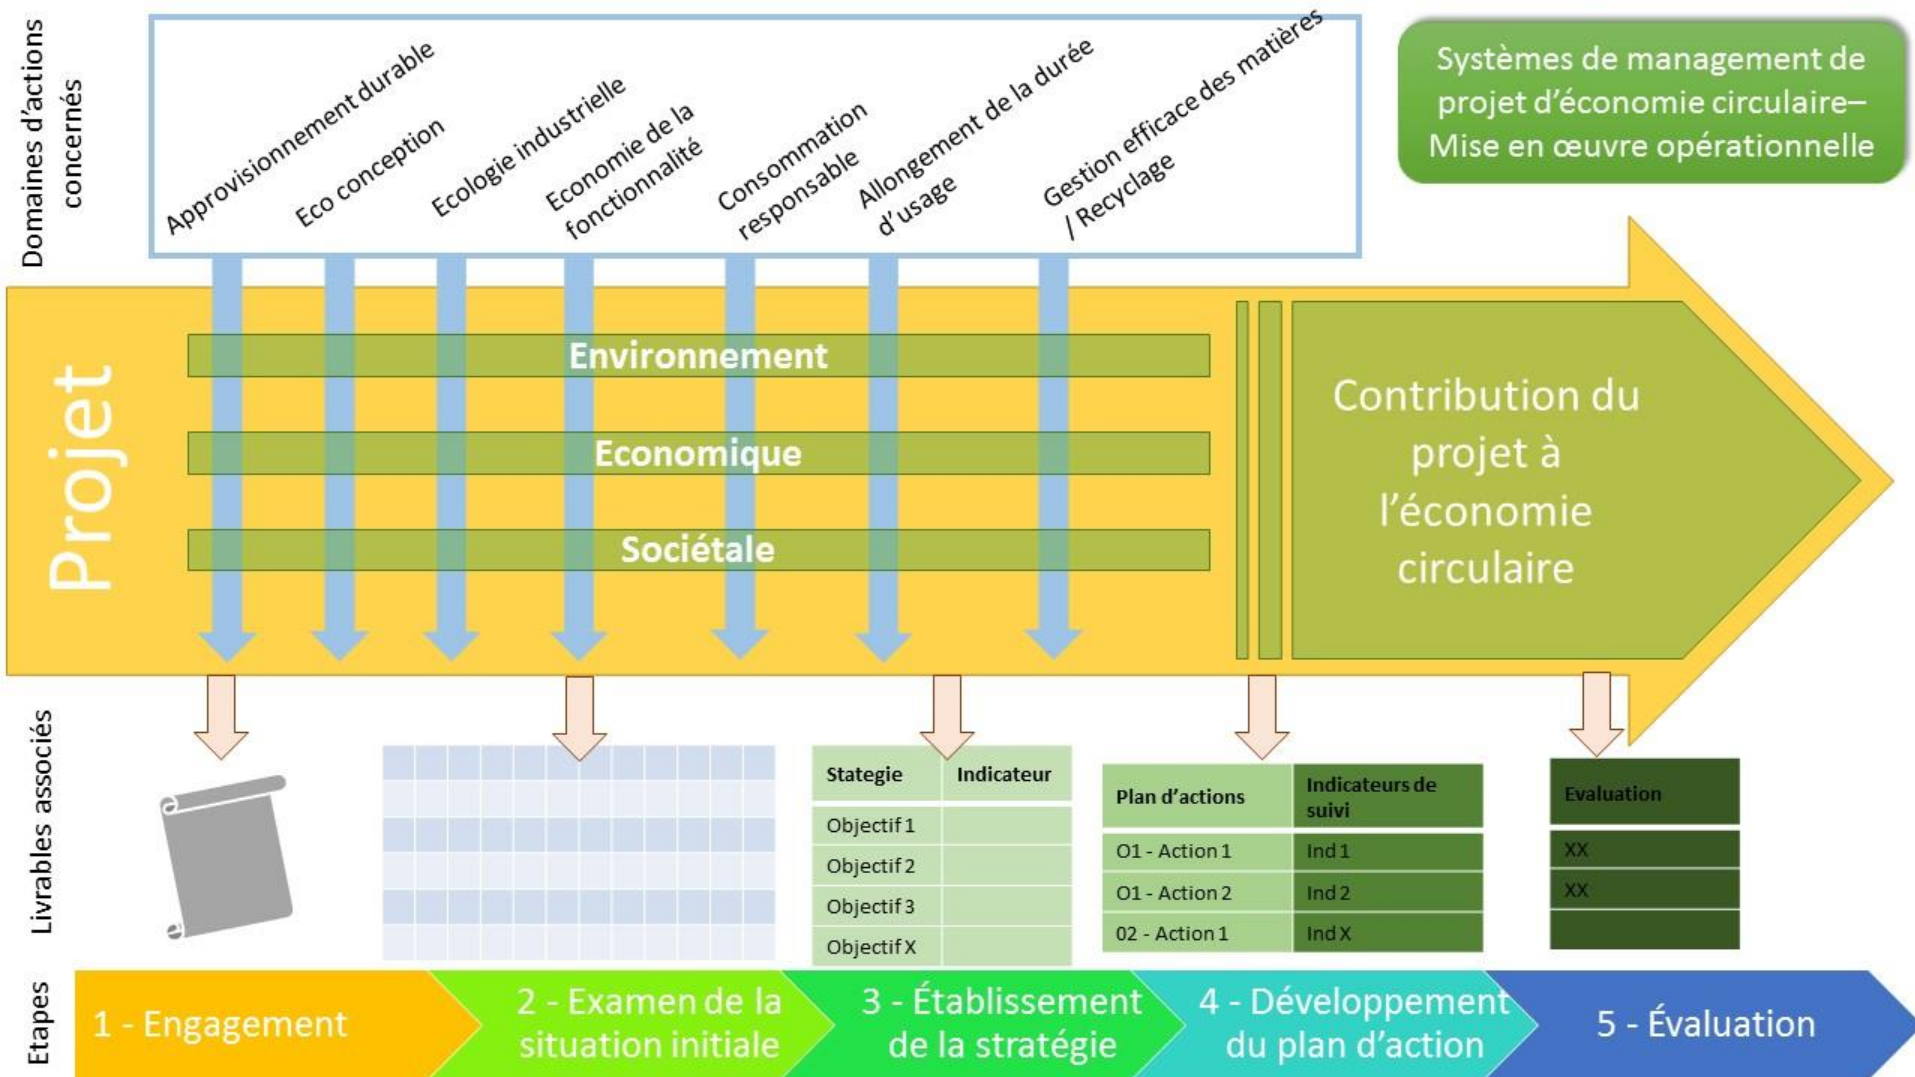 Domaines d'actions
concernés
Approvisionnement durable
Eco conception
Ecologie industrielle
Economie de la
fonctionnalité
Consommation
responsable
Allongement de la durée
d'usage
Gestion efficace des matières
/ Recyclage
Systèmes de management de
projet d'économie circulaire–
Mise en œuvre opérationnelle
Projet
Environnement
Economique
Sociétale
Contribution du
projet à
l'économie
circulaire
Livrables associés
Stategie Indicateur
Objectif 1
Objectif 2
Objectif 3
Objectif X
Plan d'actions Indicateurs de
suivi
O1 - Action 1 Ind 1
O1 - Action 2 Ind 2
02 - Action 1 Ind X
Evaluation
XX
XX
Etapes
1 - Engagement
2 - Examen de la
situation initiale
3 - Établissement
de la stratégie
4 - Développement
du plan d'action
5 - Évaluation